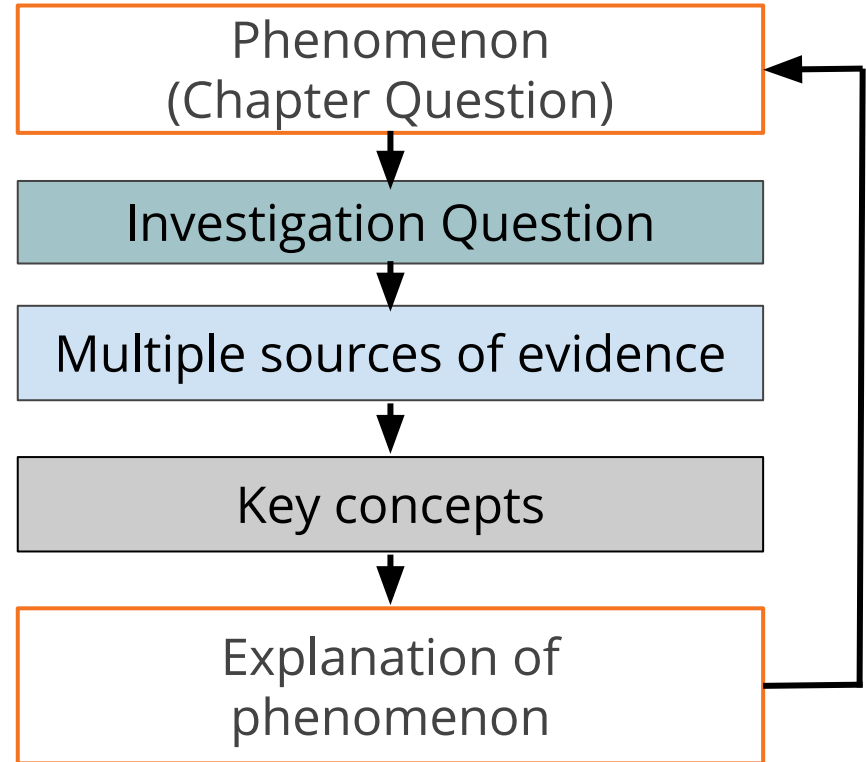 Phenomenon
(Chapter Question)
Investigation Question
Multiple sources of evidence
Key concepts
Explanation of
phenomenon